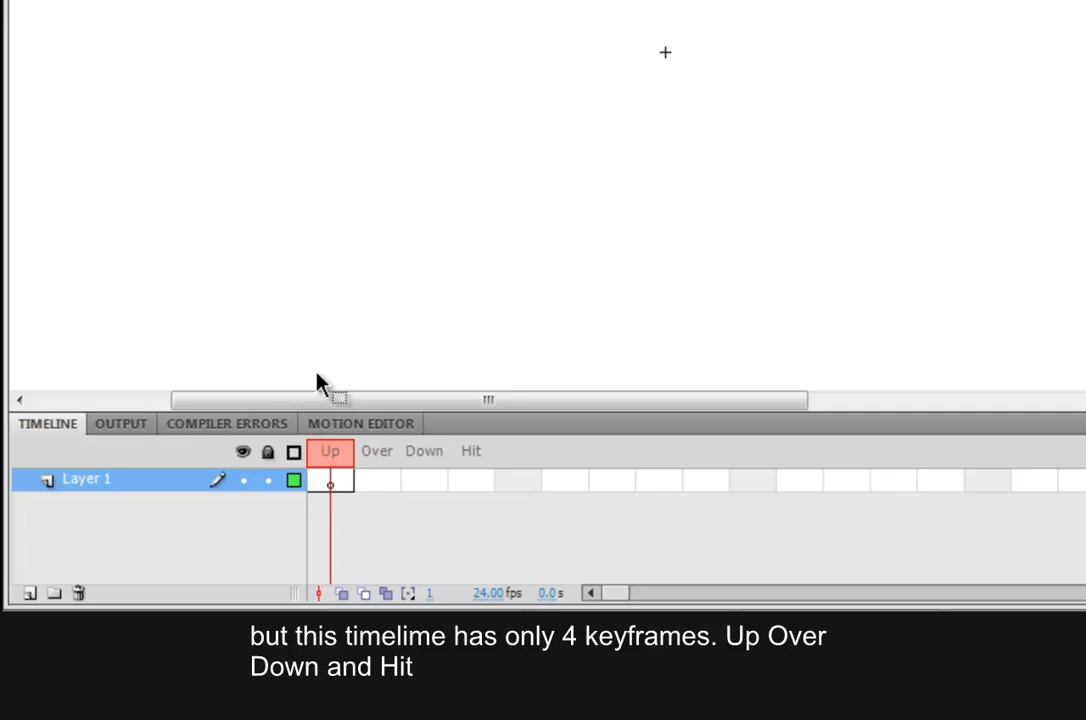 TIMELINE OUTPUT COMPILER ERRORS MOTION EDITOR
Up Over Down Hit
Layer 1
1 24.00 fps 0.0 s
but this timelime has only 4 keyframes. Up Over
Down and Hit